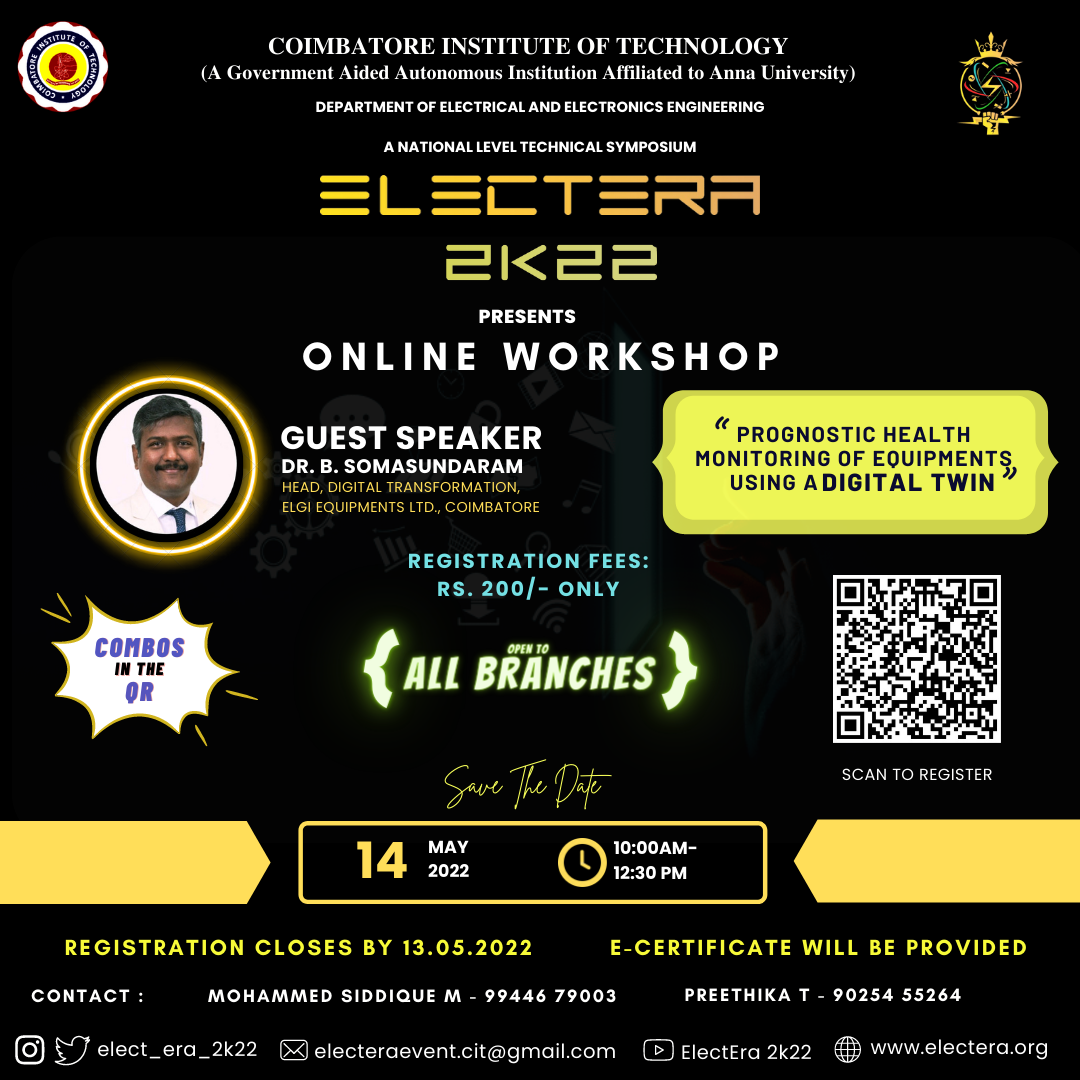 COIMBATORE INSTITUTE OF TECHNOLOGY
COIMBATORE INSTITUTE OF TECHNOLOGY
(A Government Aided Autonomous Institution Affiliated to Anna University)
DEPARTMENT OF ELECTRICAL AND ELECTRONICS ENGINEERING
A NATIONAL LEVEL TECHNICAL SYMPOSIUM
ELECTERA
2K22
PRESENTS
ONLINE WORKSHOP
GUEST SPEAKER
DR. B. SOMASUNDARAM
HEAD, DIGITAL TRANSFORMATION,
ELGI EQUIPMENTS LTD., COIMBATORE
“ PROGNOSTIC HEALTH
MONITORING OF EQUIPMENTS
USING A DIGITAL TWIN ”
REGISTRATION FEES:
RS. 200/- ONLY
COMBOS
IN THE
QR
OPEN TO
{ ALL BRANCHES }
SCAN TO REGISTER
Save The Date
14 MAY
2022
10:00AM-
12:30 PM
REGISTRATION CLOSES BY 13.05.2022
E-CERTIFICATE WILL BE PROVIDED
CONTACT : MOHAMMED SIDDIQUE M - 99446 79003 PREETHIKA T - 90254 55264
elect_era_2k22 electeraevent.cit@gmail.com ElectEra 2k22 www.electera.org